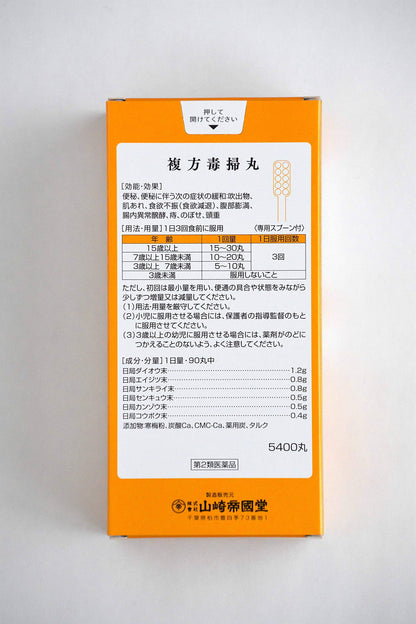 押して
開けてください
複方毒掃丸
[効能・効果]
便秘、便秘に伴う次の症状の緩和:吹出物、
肌あれ、食欲不振(食欲減退)、腹部膨満、
腸内異常醗酵、痔、のぼせ、頭重
[用法・用量] 1日3回食前に服用 〈専用スプーン付〉
年 齢 1回量 1日服用回数
15歳以上 15~30丸 3回
7歳以上15歳未満 10~20丸
3歳以上 7歳未満 5~10丸
3歳未満 服用しないこと
ただし、初回は最小量を用い、便通の具合や状態をみながら
少しずつ増量又は減量してください。
(1)用法・用量を厳守してください。
(2)小児に服用させる場合には、保護者の指導監督のもと
に服用させてください。
(3)3歳以上の幼児に服用させる場合には、薬剤がのどに
つかえることのないよう、よく注意してください。
[成分・分量] 1日量・90丸中
日局ダイオウ末 1.2g
日局エイジツ末 0.8g
日局サンキライ末 0.8g
日局センキュウ末 0.5g
日局カンゾウ末 0.5g
日局コウボク末 0.4g
添加物:寒梅粉、炭酸Ca、CMC-Ca、薬用炭、タルク
5400丸
第2類医薬品
製造販売元
株式会社 山崎帝國堂
千葉県柏市豊四季73番地1